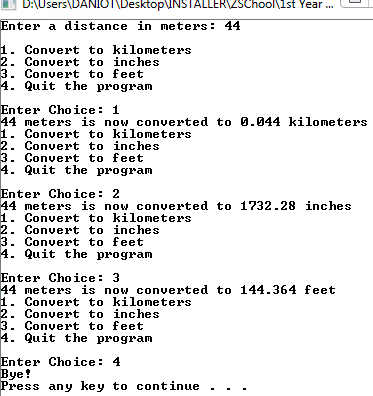 D:\Users\DANIOT\Desktop\INSTALLER\ZSCHool\1st Year ...
Enter a distance in meters: 44
1. Convert to kilometers
2. Convert to inches
3. Convert to feet
4. Quit the program
Enter Choice: 1
44 meters is now converted to 0.044 kilometers
1. Convert to kilometers
2. Convert to inches
3. Convert to feet
4. Quit the program
Enter Choice: 2
44 meters is now converted to 1732.28 inches
1. Convert to kilometers
2. Convert to inches
3. Convert to feet
4. Quit the program
Enter Choice: 3
44 meters is now converted to 144.364 feet
1. Convert to kilometers
2. Convert to inches
3. Convert to feet
4. Quit the program
Enter Choice: 4
Bye!
Press any key to continue . . .